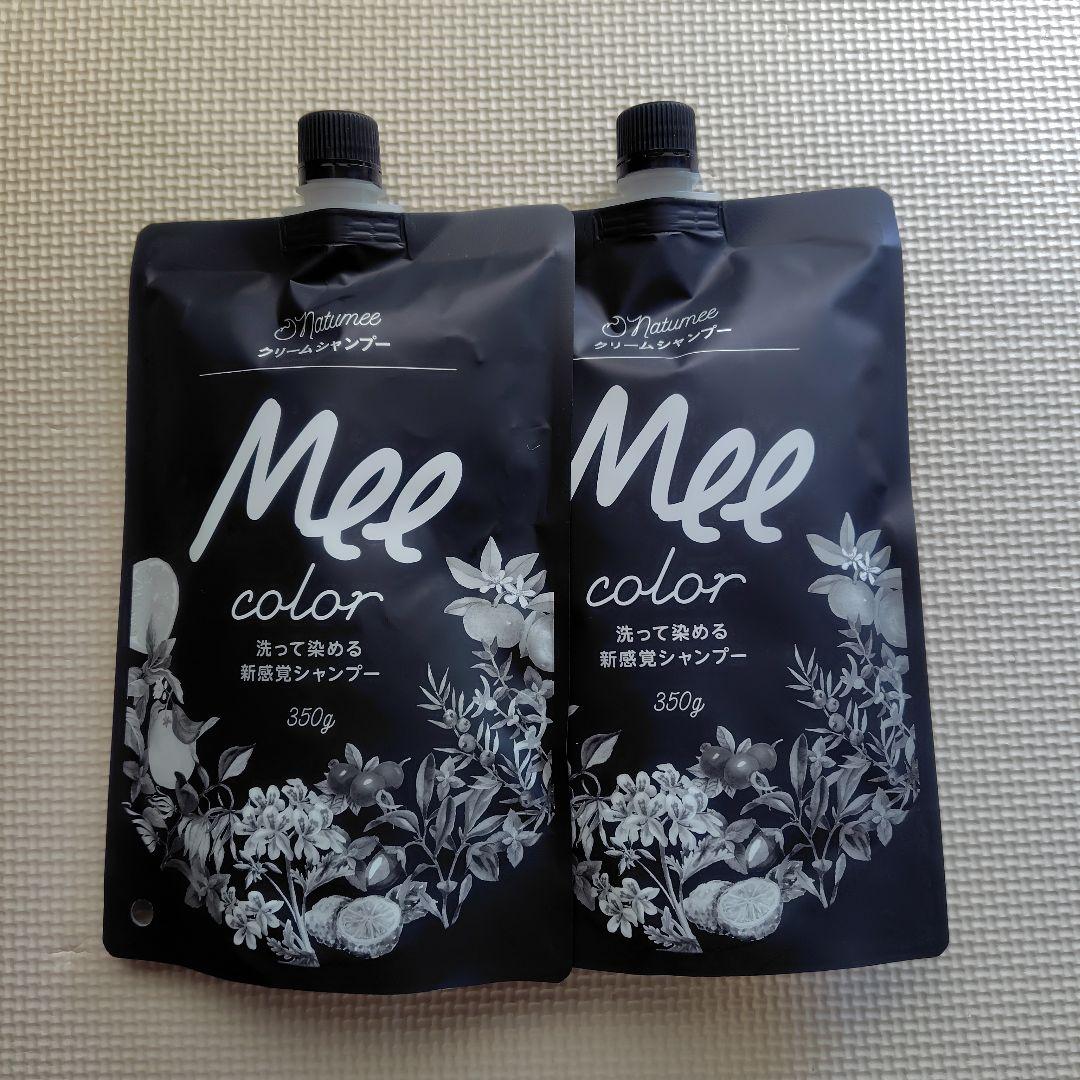 Natumee
クリームシャンプー
Mee
color
洗って染める
新感覚シャンプー
350g
Natumee
クリームシャンプー
Mee
color
洗って染める
新感覚シャンプー
350g